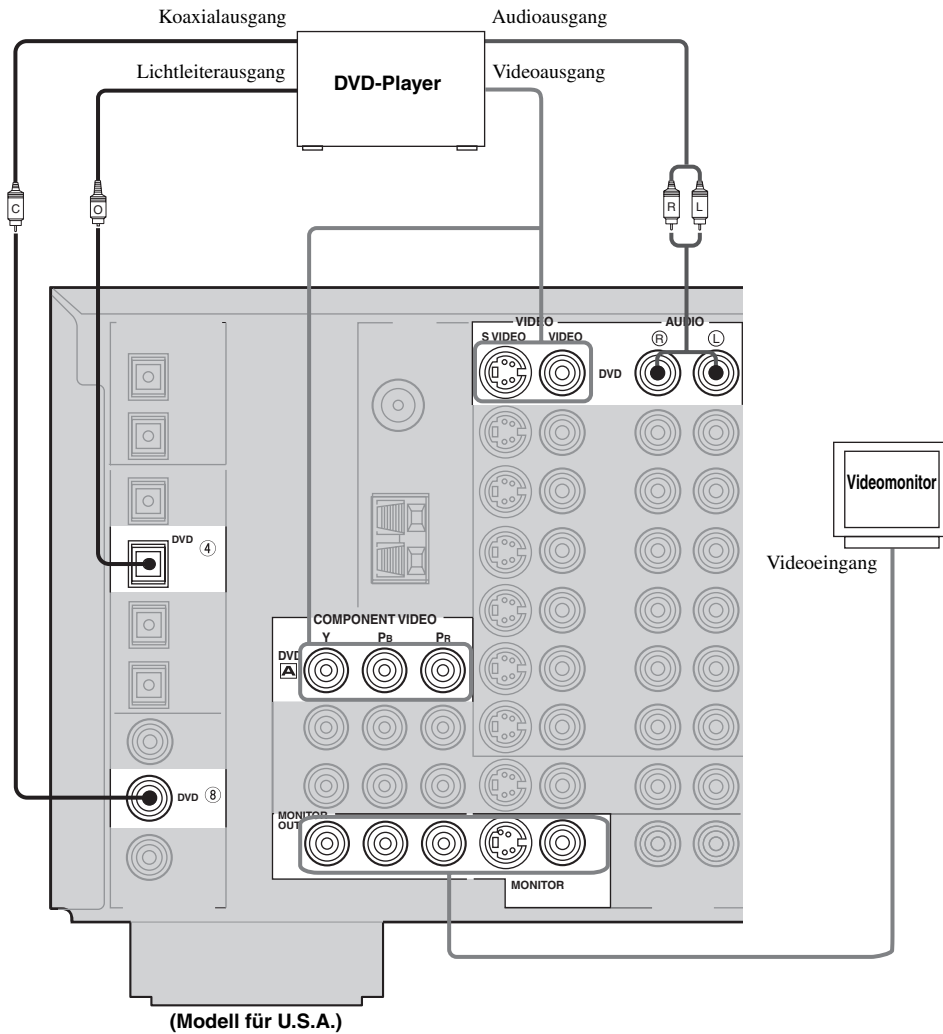 Koaxialausgang
Audioausgang
Lichtleiterausgang
DVD-Player
Videoausgang
C
O
R
L
VIDEO
AUDIO
S VIDEO
VIDEO
DVD
R
L
Videomonitor
Videoeingang
DVD
4
COMPONENT VIDEO
Y
PB
PR
DVD
A
DVD
8
MONITOR
OUT
MONITOR
(Modell für U.S.A.)